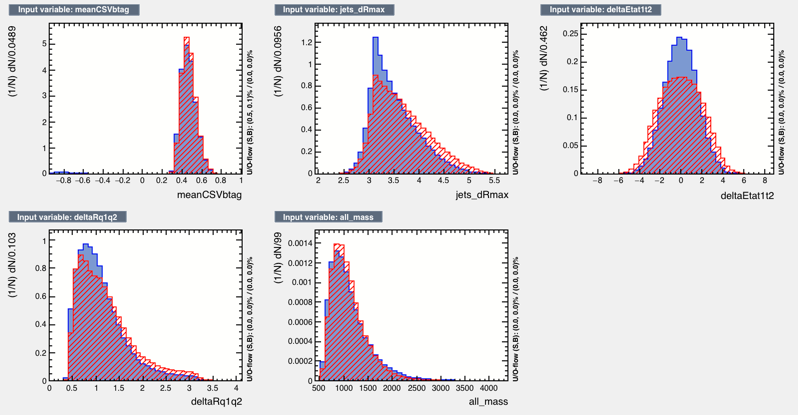 Input variable: meanCSVbtag
(1/N) dN/0.0489
5
4
3
2
1
0
−0.8 −0.6 −0.4 −0.2 0 0.2 0.4 0.6 0.8 1
meanCSVbtag
U/O-flow (S,B): (0.5, 0.1)% / (0.0, 0.0)%
Input variable: jets_dRmax
(1/N) dN/0.0956
1.2
1
0.8
0.6
0.4
0.2
0
2 2.5 3 3.5 4 4.5 5 5.5
jets_dRmax
U/O-flow (S,B): (0.0, 0.0)% / (0.0, 0.0)%
Input variable: deltaEtat1t2
(1/N) dN/0.462
0.25
0.2
0.15
0.1
0.05
0
−8 −6 −4 −2 0 2 4 6 8
deltaEtat1t2
U/O-flow (S,B): (0.0, 0.0)% / (0.0, 0.0)%
Input variable: deltaRq1q2
(1/N) dN/0.103
1
0.8
0.6
0.4
0.2
0
0 0.5 1 1.5 2 2.5 3 3.5 4
deltaRq1q2
U/O-flow (S,B): (0.0, 0.0)% / (0.0, 0.0)%
Input variable: all_mass
(1/N) dN/99
0.0014
0.0012
0.001
0.0008
0.0006
0.0004
0.0002
0
500 1000 1500 2000 2500 3000 3500 4000
all_mass
U/O-flow (S,B): (0.0, 0.0)% / (0.0, 0.0)%